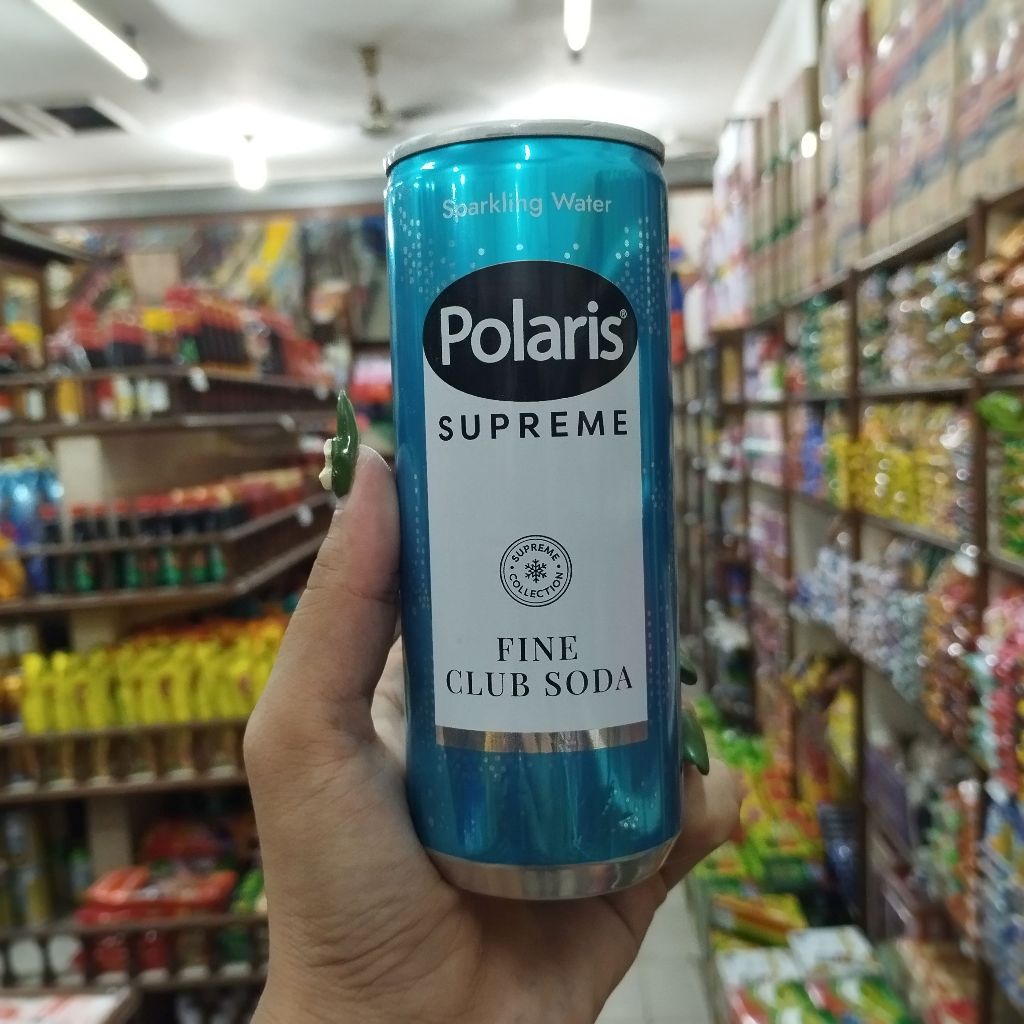 Sparkling Water
Polaris®
SUPREME
SUPREME
COLLECTION
FINE
CLUB SODA